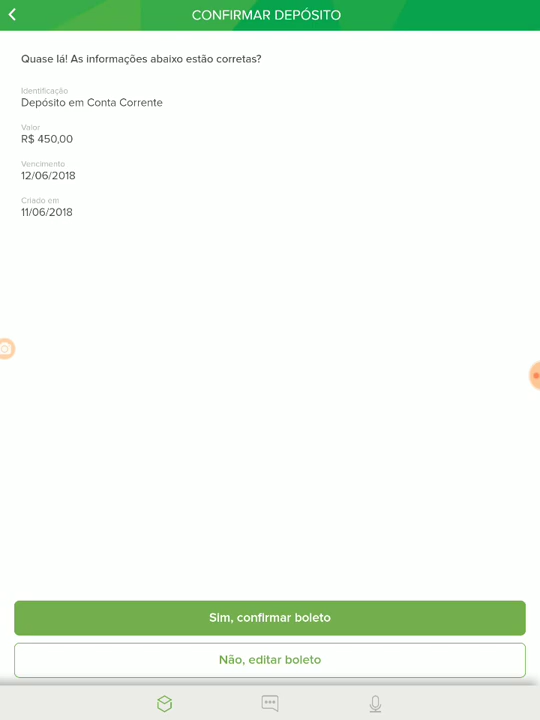 CONFIRMAR DEPÓSITO
Quase lá! As informações abaixo estão corretas?
Identificação
Depósito em Conta Corrente
Valor
R$ 450,00
Vencimento
12/06/2018
Criado em
11/06/2018
Sim, confirmar boleto
Não, editar boleto